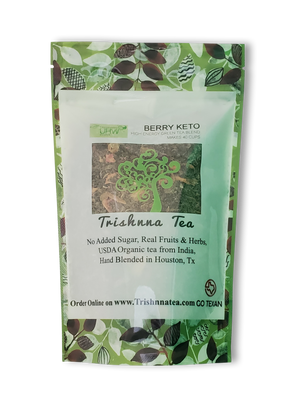 BERRY KETO
Trishnna Tea
No Added Sugar, Real Fruits & Herbs,
USDA Organic tea from India.
Hand Blended in Houston, Tx
Order Online on www.Trishnnatea.com GO TEXAN